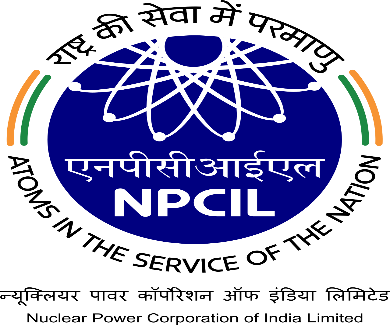 राष्ट्र की सेवा में परमाणु
एनपीसीआईएल
NPCIL
ATOMS IN THE SERVICE OF THE NATION
न्यूक्लियर पावर कॉर्पोरेशन ऑफ इंडिया लिमिटेड
Nuclear Power Corporation of India Limited